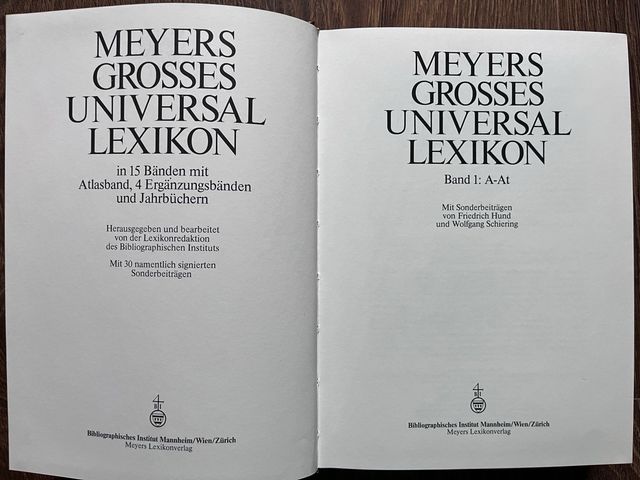 MEYERS
GROSSES
UNIVERSAL
LEXIKON
in 15 Bänden mit
Atlasband, 4 Ergänzungsbänden
und Jahrbüchern
Herausgegeben und bearbeitet
von der Lexikonredaktion
des Bibliographischen Instituts
Mit 30 namentlich signierten
Sonderbeiträgen
Bibliographisches Institut Mannheim/Wien/Zürich
Meyers Lexikonverlag
MEYERS
GROSSES
UNIVERSAL
LEXIKON
Band 1: A-At
Mit Sonderbeiträgen
von Friedrich Hund
und Wolfgang Schiering
Bibliographisches Institut Mannheim/Wien/Zürich
Meyers Lexikonverlag